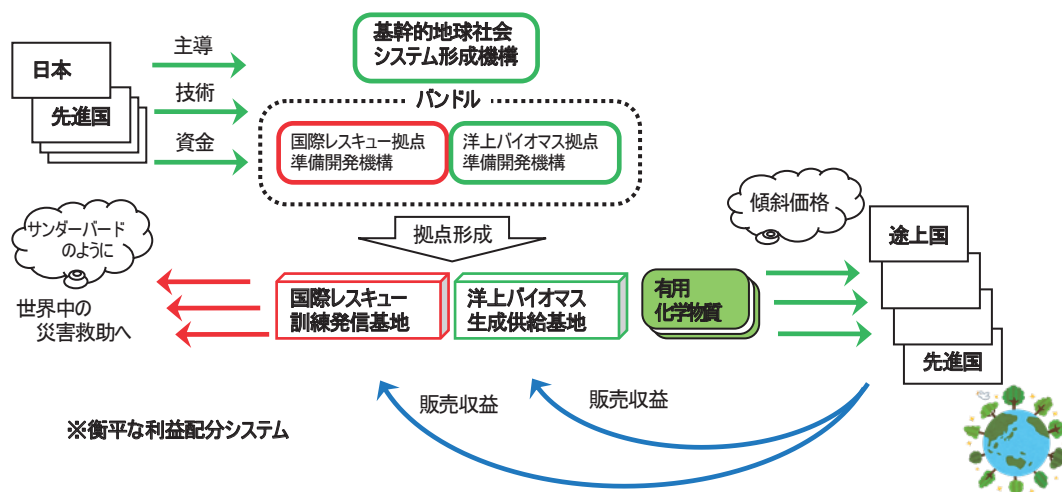 基幹的地球社会
システム形成機構
日本
先進国
主導
技術
資金
バンドル
国際レスキュー拠点
準備開発機構
洋上バイオマス拠点
準備開発機構
拠点形成
サンダーバード
のように
世界中の
災害救助へ
国際レスキュー
訓練発信基地
洋上バイオマス
生成供給基地
有用
化学物質
傾斜価格
途上国
先進国
販売収益
販売収益
※衡平な利益配分システム